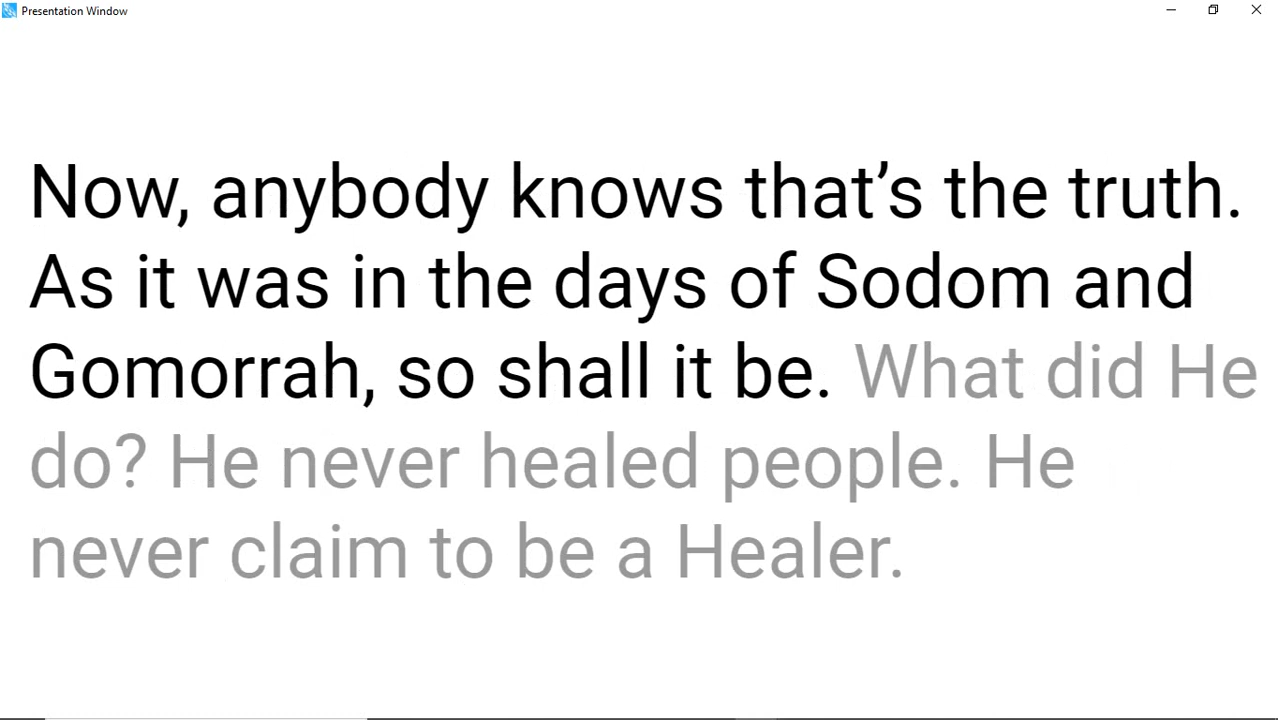 Presentation Window
Now, anybody knows that’s the truth.
As it was in the days of Sodom and
Gomorrah, so shall it be. What did He
do? He never healed people. He
never claim to be a Healer.